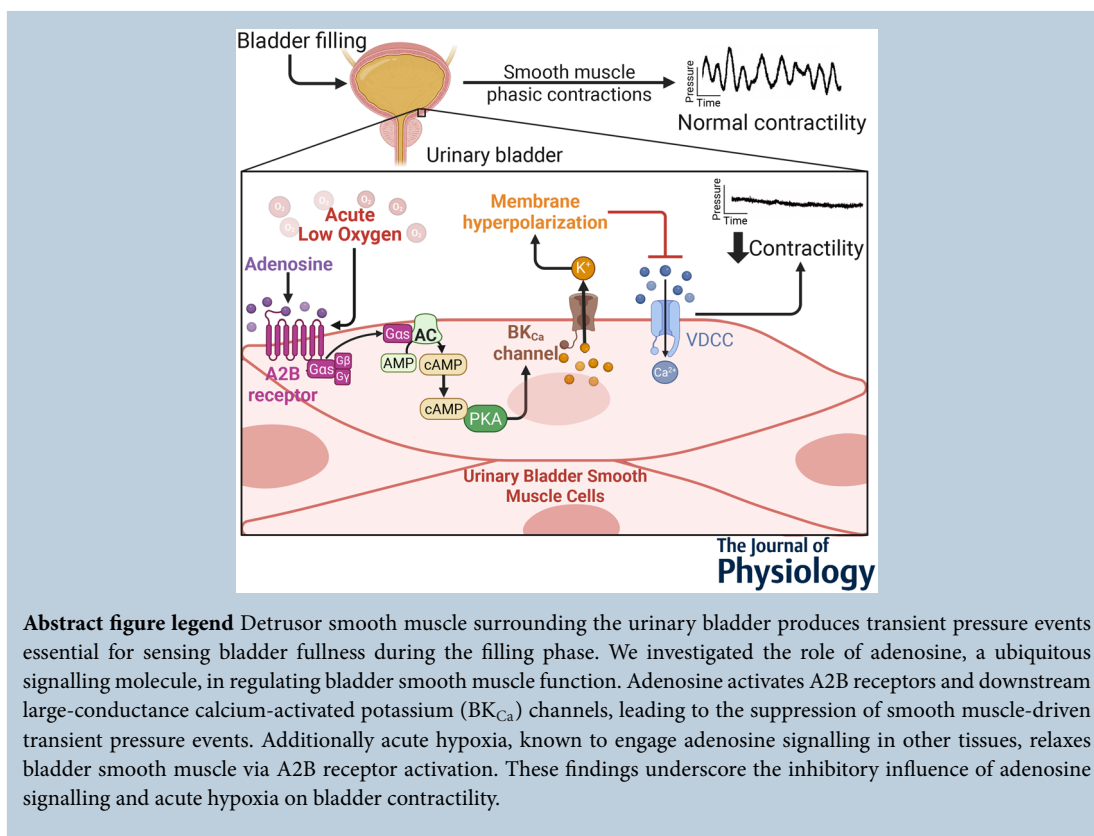 Bladder filling
Smooth muscle
phasic contractions
Pressure
Time
Normal contractility
Urinary bladder
O₂
O₂
O₂
O₂
O₂
O₂
Acute
Low Oxygen
Adenosine
A2B
receptor
Gαs
Gβ
Gγ
Gαs
AC
AMP
cAMP
cAMP
PKA
BKCa
channel
K⁺
Membrane
hyperpolarization
VDCC
Ca²⁺
Pressure
Time
Contractility
Urinary Bladder Smooth
Muscle Cells
The Journal of
Physiology
Abstract figure legend Detrusor smooth muscle surrounding the urinary bladder produces transient pressure events
essential for sensing bladder fullness during the filling phase. We investigated the role of adenosine, a ubiquitous
signalling molecule, in regulating bladder smooth muscle function. Adenosine activates A2B receptors and downstream
large-conductance calcium-activated potassium (BKCa) channels, leading to the suppression of smooth muscle-driven
transient pressure events. Additionally acute hypoxia, known to engage adenosine signalling in other tissues, relaxes
bladder smooth muscle via A2B receptor activation. These findings underscore the inhibitory influence of adenosine
signalling and acute hypoxia on bladder contractility.